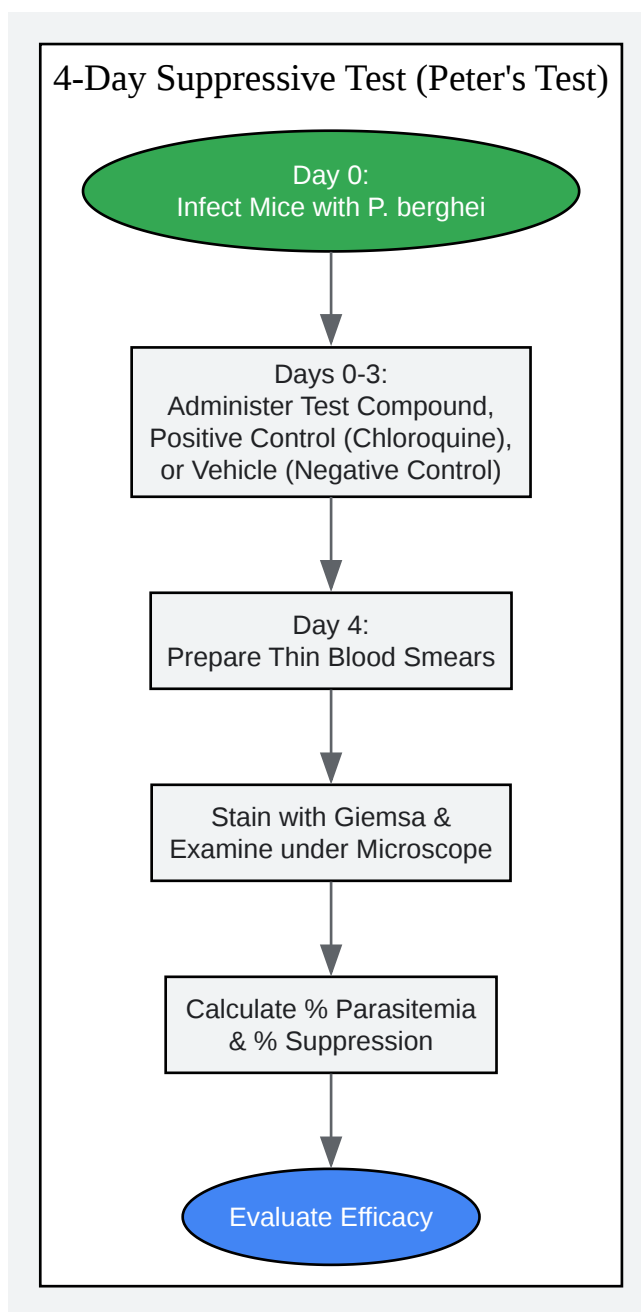 4-Day Suppressive Test (Peter's Test)
Day 0:
Infect Mice with P. berghei
Days 0-3:
Administer Test Compound,
Positive Control (Chloroquine),
or Vehicle (Negative Control)
Day 4:
Prepare Thin Blood Smears
Stain with Giemsa &
Examine under Microscope
Calculate % Parasitemia
& % Suppression
Evaluate Efficacy